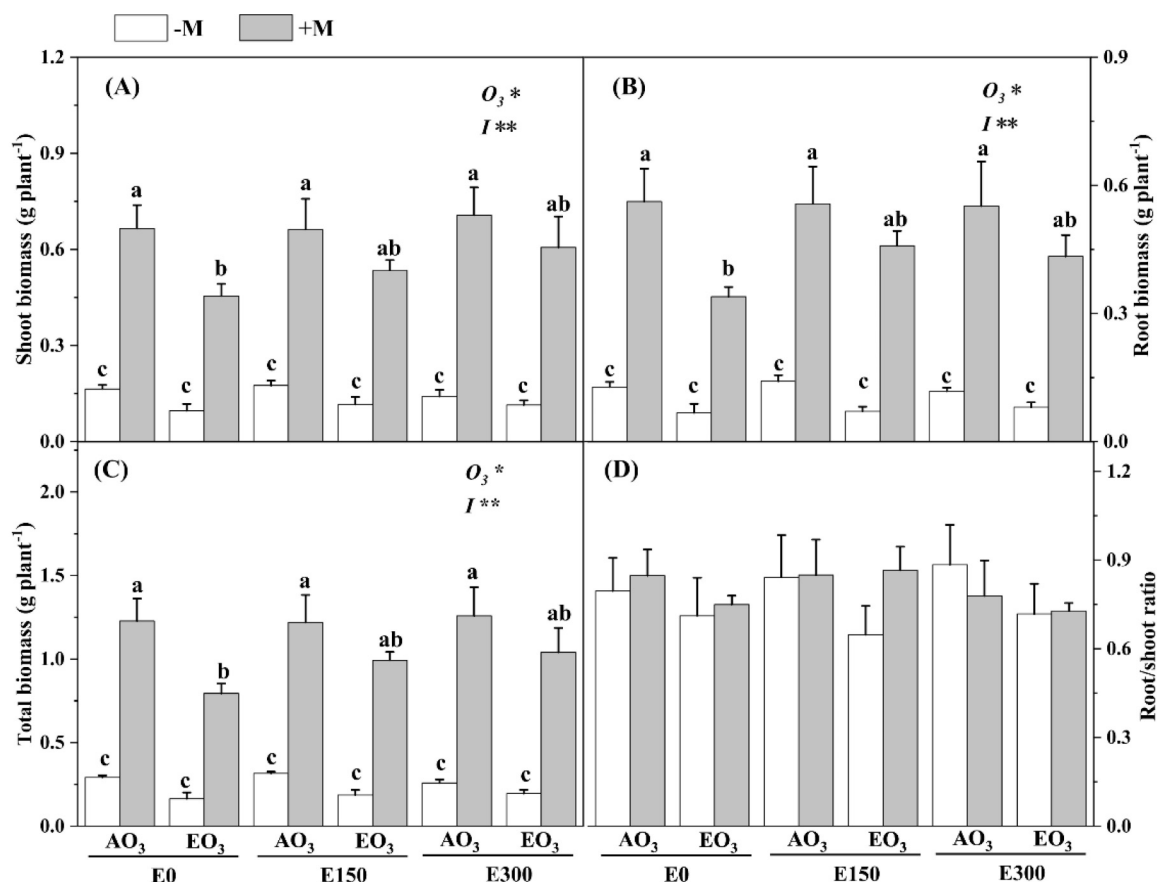 -M +M
(A)
O₃ *
I **
Shoot biomass (g plant⁻¹)
1.2
0.9
0.6
0.3
0.0
a a a ab
b ab
c c c c c c
(B)
O₃ *
I **
Root biomass (g plant⁻¹)
0.9
0.6
0.3
0.0
a a a
b ab ab
c c c c c c
(C)
O₃ *
I **
Total biomass (g plant⁻¹)
2.0
1.5
1.0
0.5
0.0
a a a ab
b ab
c c c c c c
(D)
Root/shoot ratio
1.2
0.9
0.6
0.3
0.0
AO₃ EO₃ AO₃ EO₃ AO₃ EO₃ AO₃ EO₃ AO₃ EO₃ AO₃ EO₃
E0 E150 E300 E0 E150 E300